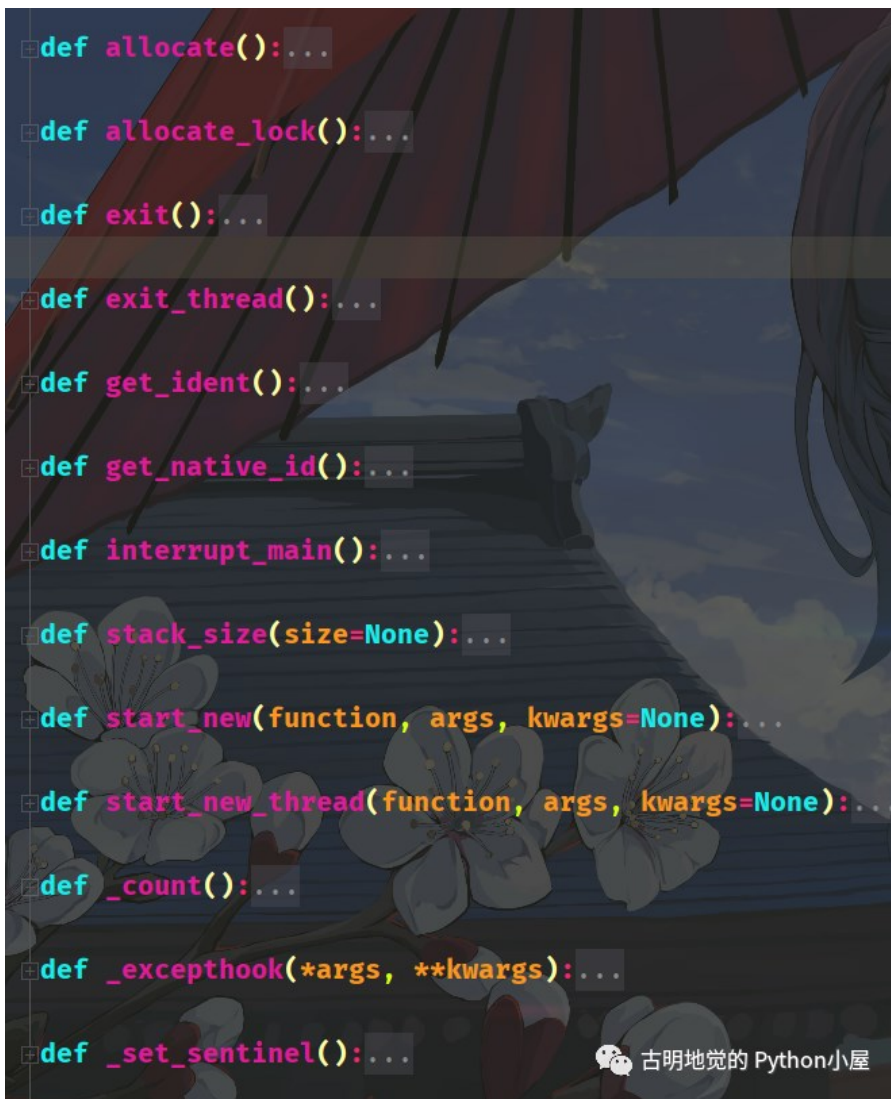 def allocate():...
def allocate_lock():...
def exit():...
def exit_thread():...
def get_ident():...
def get_native_id():...
def interrupt_main():...
def stack_size(size=None):...
def start_new(function, args, kwargs=None):...
def start_new_thread(function, args, kwargs=None):...
def _count():...
def _excepthook(*args, **kwargs):...
def _set_sentinel():...
古明地觉的 Python小屋